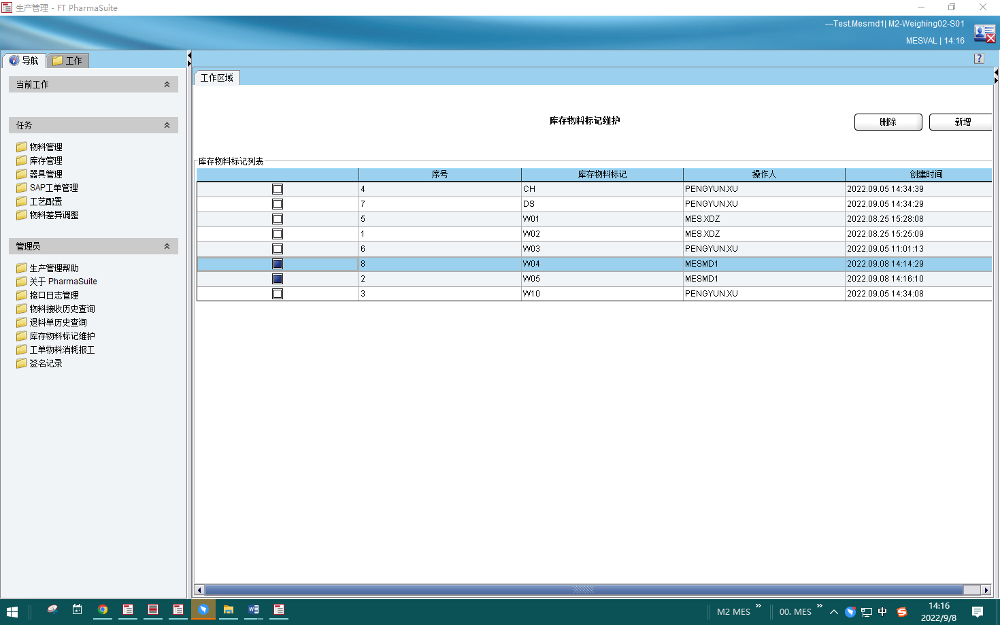 生产管理 - FT PharmaSuite
---Test.Mesmd1| M2-Weighing02-S01
MESVAL | 14:16
导航
工作
?
当前工作
任务
物料管理
库存管理
器具管理
SAP工单管理
工艺配置
物料差异调整
管理员
生产管理帮助
关于 PharmaSuite
接口日志管理
物料接收历史查询
退料单历史查询
库存物料标记维护
工单物料消耗报工
签名记录
工作区域
库存物料标记维护
删除
新增
库存物料标记列表
序号 库存物料标记 操作人 创建时间
4 CH PENGYUN.XU 2022.09.05 14:34:39
7 DS PENGYUN.XU 2022.09.05 14:34:29
5 W01 MES.XDZ 2022.08.25 15:28:08
1 W02 MES.XDZ 2022.08.25 15:25:09
6 W03 PENGYUN.XU 2022.09.05 11:01:13
8 W04 MESMD1 2022.09.08 14:14:29
2 W05 MESMD1 2022.09.08 14:16:10
3 W10 PENGYUN.XU 2022.09.05 14:34:08
M2 MES
00. MES
中
14:16
2022/9/8